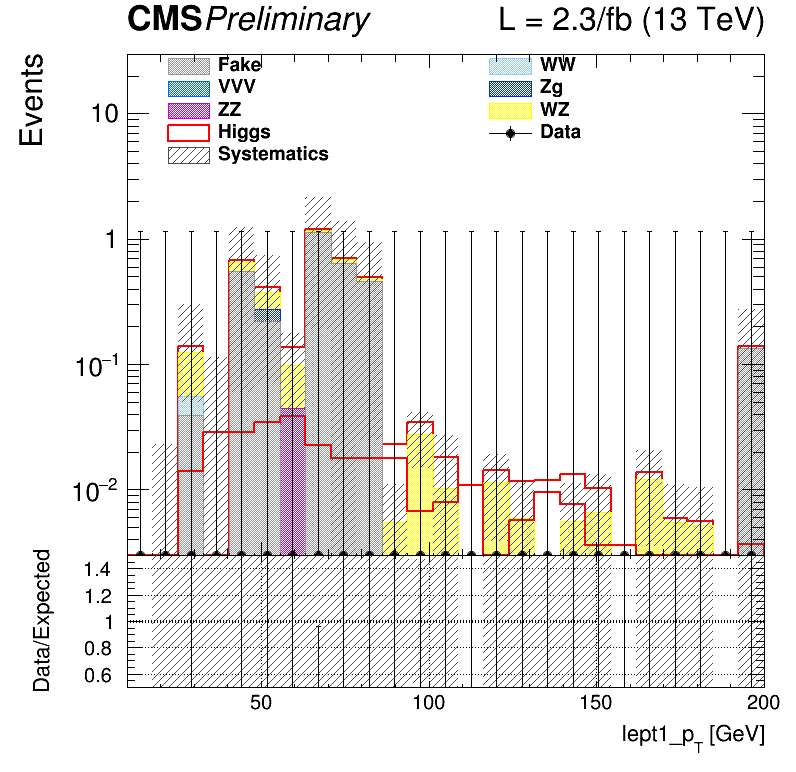 CMS Preliminary L = 2.3/fb (13 TeV)
Events
Fake WW
VVV Zg
ZZ WZ
Higgs Data
Systematics
10
1
10−1
10−2
Data/Expected
1.4
1.2
1
0.8
0.6
50 100 150 200
lept1_pT [GeV]